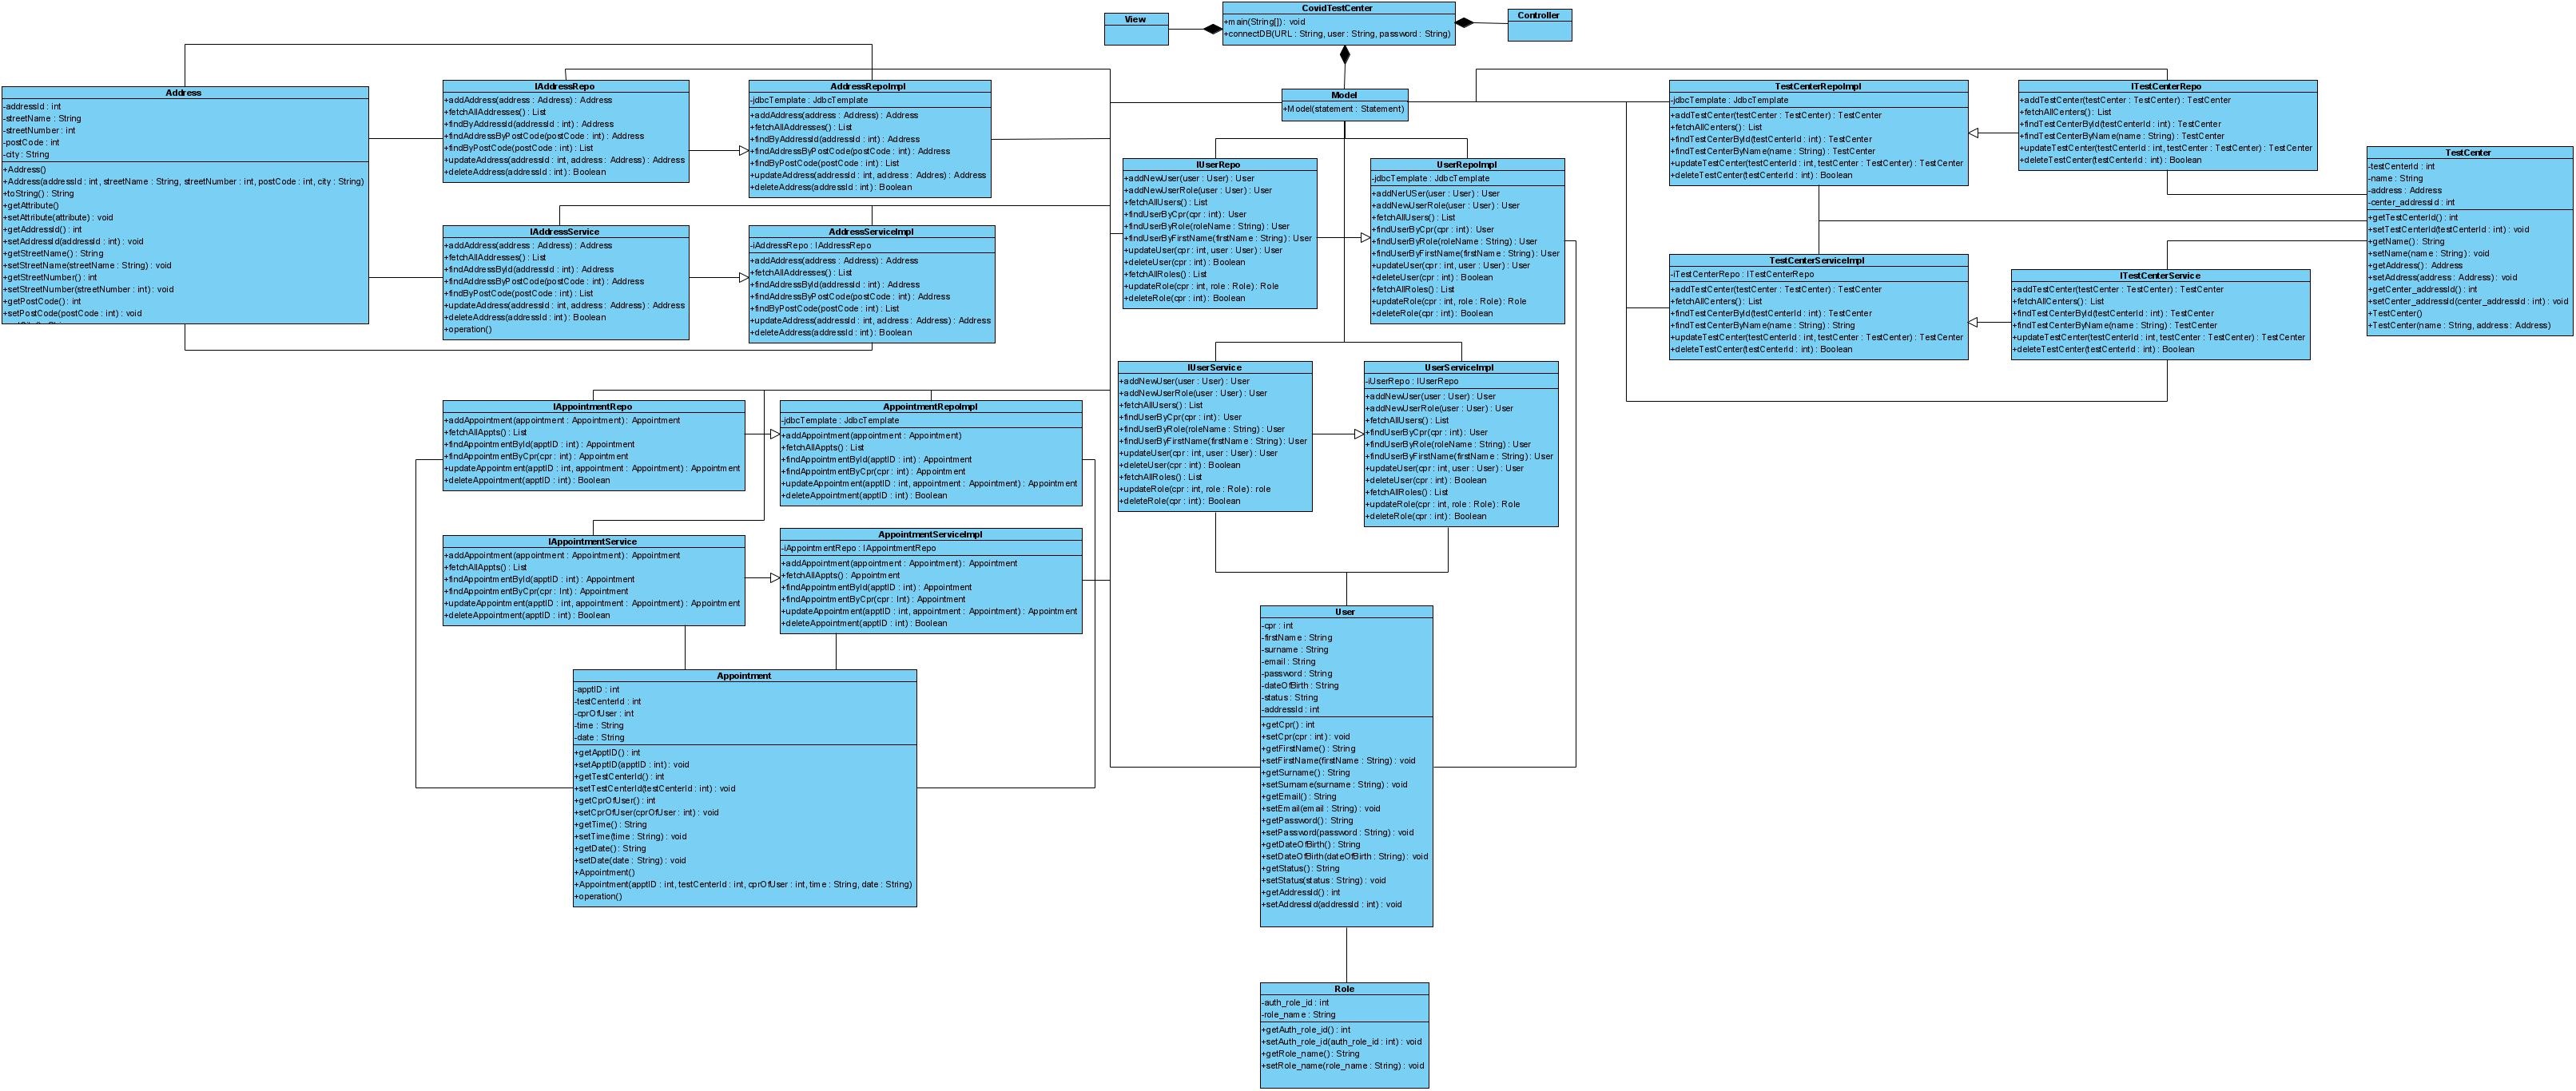 View
CovidTestCenter
+main(String[]) : void
+connectDB(URL : String, user : String, password : String)
Controller
Address
-addressId : int
-streetName : String
-streetNumber : int
-postCode : int
-city : String
+Address()
+Address(addressId : int, streetName : String, streetNumber : int, postCode : int, city : String)
+toString() : String
+getAttribute()
+setAttribute(attribute) : void
+getAddressId() : int
+setAddressId(addressId : int) : void
+getStreetName() : String
+setStreetName(streetName : String) : void
+getStreetNumber() : int
+setStreetNumber(streetNumber : int) : void
+getPostCode() : int
+setPostCode(postCode : int) : void
IAddressRepo
+addAddress(address : Address) : Address
+fetchAllAddresses() : List
+findByAddressId(addressId : int) : Address
+findAddressByPostCode(postCode : int) : Address
+findByPostCode(postCode : int) : List
+updateAddress(addressId : int, address : Address) : Address
+deleteAddress(addressId : int) : Boolean
AddressRepoImpl
-jdbcTemplate : JdbcTemplate
+addAddress(address : Address) : Address
+fetchAllAddresses() : List
+findByAddressId(addressId : int) : Address
+findAddressByPostCode(postCode : int) : Address
+findByPostCode(postCode : int) : List
+updateAddress(addressId : int, address : Addres) : Address
+deleteAddress(addressId : int) : Boolean
IAddressService
+addAddress(address : Address) : Address
+fetchAllAddresses() : List
+findAddressById(addressId : int) : Address
+findAddressByPostCode(postCode : int) : Address
+findByPostCode(postCode : int) : List
+updateAddress(addressId : int, address : Address) : Address
+deleteAddress(addressId : int) : Boolean
+operation()
AddressServiceImpl
-iAddressRepo : IAddressRepo
+addAddress(address : Address) : Address
+fetchAllAddresses() : List
+findAddressById(addressId : int) : Address
+findAddressByPostCode(postCode : int) : Address
+findByPostCode(postCode : int) : List
+updateAddress(addressId : int, address : Address) : Address
+deleteAddress(addressId : int) : Boolean
Model
+Model(statement : Statement)
IUserRepo
+addNewUser(user : User) : User
+addNewUserRole(user : User) : User
+fetchAllUsers() : List
+findUserByCpr(cpr : int) : User
+findUserByRole(roleName : String) : User
+findUserByFirstName(firstName : String) : User
+updateUser(cpr : int, user : User) : User
+deleteUser(cpr : int) : Boolean
+fetchAllRoles() : List
+updateRole(cpr : int, role : Role) : Role
+deleteRole(cpr : int) : Boolean
UserRepoImpl
-jdbcTemplate : JdbcTemplate
+addNerUSer(user : User) : User
+addNewUserRole(user : User) : User
+fetchAllUsers() : List
+findUserByCpr(cpr : int) : User
+findUserByRole(roleName : String) : User
+findUserByFirstName(firstName : String) : User
+updateUser(cpr : int, user : User) : User
+deleteUser(cpr : int) : Boolean
+fetchAllRoles() : List
+updateRole(cpr : int, role : Role) : Role
+deleteRole(cpr : int) : Boolean
TestCenterRepoImpl
-jdbcTemplate : JdbcTemplate
+addTestCenter(testCenter : TestCenter) : TestCenter
+fetchAllCenters() : List
+findTestCenterById(testCenterId : int) : TestCenter
+findTestCenterByName(name : String) : TestCenter
+updateTestCenter(testCenterId : int, testCenter : TestCenter) : TestCenter
+deleteTestCenter(testCenterId : int) : Boolean
ITestCenterRepo
+addTestCenter(testCenter : TestCenter) : TestCenter
+fetchAllCenters() : List
+findTestCenterById(testCenterId : int) : TestCenter
+findTestCenterByName(name : String) : TestCenter
+updateTestCenter(testCenterId : int, testCenter : TestCenter) : TestCenter
+deleteTestCenter(testCenterId : int) : Boolean
TestCenter
-testCenterId : int
-name : String
-address : Address
-center_addressId : int
+getTestCenterId() : int
+setTestCenterId(testCenterId : int) : void
+getName() : String
+setName(name : String) : void
+getAddress() : Address
+setAddress(address : Address) : void
+getCenter_addressId() : int
+setCenter_addressId(center_addressId : int) : void
+TestCenter()
+TestCenter(name : String, address : Address)
TestCenterServiceImpl
-iTestCenterRepo : ITestCenterRepo
+addTestCenter(testCenter : TestCenter) : TestCenter
+fetchAllCenters() : List
+findTestCenterById(testCenterId : int) : TestCenter
+findTestCenterByName(name : String) : String
+updateTestCenter(testCenterId : int, testCenter : TestCenter) : TestCenter
+deleteTestCenter(testCenterId : int) : Boolean
ITestCenterService
+addTestCenter(testCenter : TestCenter) : TestCenter
+fetchAllCenters() : List
+findTestCenterById(testCenterId : int) : TestCenter
+findTestCenterByName(name : String) : TestCenter
+updateTestCenter(testCenterId : int, testCenter : TestCenter) : TestCenter
+deleteTestCenter(testCenterId : int) : Boolean
IUserService
+addNewUser(user : User) : User
+addNewUserRole(user : User) : User
+fetchAllUsers() : List
+findUserByCpr(cpr : int) : User
+findUserByRole(roleName : String) : User
+findUserByFirstName(firstName : String) : User
+updateUser(cpr : int, user : User) : User
+deleteUser(cpr : int) : Boolean
+fetchAllRoles() : List
+updateRole(cpr : int, role : Role) : role
+deleteRole(cpr : int) : Boolean
UserServiceImpl
-iUserRepo : IUserRepo
+addNewUser(user : User) : User
+addNewUserRole(user : User) : User
+fetchAllUsers() : List
+findUserByCpr(cpr : int) : User
+findUserByRole(roleName : String) : User
+findUserByFirstName(firstName : String) : User
+updateUser(cpr : int, user : User) : User
+deleteUser(cpr : int) : Boolean
+fetchAllRoles() : List
+updateRole(cpr : int, role : Role) : Role
+deleteRole(cpr : int) : Boolean
IAppointmentRepo
+addAppointment(appointment : Appointment) : Appointment
+fetchAllAppts() : List
+findAppointmentById(apptID : int) : Appointment
+findAppointmentByCpr(cpr : int) : Appointment
+updateAppointment(apptID : int, appointment : Appointment) : Appointment
+deleteAppointment(apptID : int) : Boolean
AppointmentRepoImpl
-jdbcTemplate : JdbcTemplate
+addAppointment(appointment : Appointment)
+fetchAllAppts() : List
+findAppointmentById(apptID : int) : Appointment
+findAppointmentByCpr(cpr : int) : Appointment
+updateAppointment(apptID : int, appointment : Appointment) : Appointment
+deleteAppointment(apptID : int) : Boolean
IAppointmentService
+addAppointment(appointment : Appointment) : Appointment
+fetchAllAppts() : List
+findAppointmentById(apptID : int) : Appointment
+findAppointmentByCpr(cpr : Int) : Appointment
+updateAppointment(apptID : int, appointment : Appointment) : Appointment
+deleteAppointment(apptID : int) : Boolean
AppointmentServiceImpl
-iAppointmentRepo : IAppointmentRepo
+addAppointment(appointment : Appointment) : Appointment
+fetchAllAppts() : Appointment
+findAppointmentById(apptID : int) : Appointment
+findAppointmentByCpr(cpr : Int) : Appointment
+updateAppointment(apptID : int, appointment : Appointment) : Appointment
+deleteAppointment(apptID : int) : Boolean
Appointment
-apptID : int
-testCenterId : int
-cprOfUser : int
-time : String
-date : String
+getApptID() : int
+setApptID(apptID : int) : void
+getTestCenterId() : int
+setTestCenterId(testCenterId : int) : void
+getCprOfUser() : int
+setCprOfUser(cprOfUser : int) : void
+getTime() : String
+setTime(time : String) : void
+getDate() : String
+setDate(date : String) : void
+Appointment()
+Appointment(apptID : int, testCenterId : int, cprOfUser : int, time : String, date : String)
+operation()
User
-cpr : int
-firstName : String
-surname : String
-email : String
-password : String
-dateOfBirth : String
-status : String
-addressId : int
+getCpr() : int
+setCpr(cpr : int) : void
+getFirstName() : String
+setFirstName(firstName : String) : void
+getSurname() : String
+setSurname(surname : String) : void
+getEmail() : String
+setEmail(email : String) : void
+getPassword() : String
+setPassword(password : String) : void
+getDateOfBirth() : String
+setDateOfBirth(dateOfBirth : String) : void
+getStatus() : String
+setStatus(status : String) : void
+getAddressId() : int
+setAddressId(addressId : int) : void
Role
-auth_role_id : int
-role_name : String
+getAuth_role_id() : int
+setAuth_role_id(auth_role_id : int) : void
+getRole_name() : String
+setRole_name(role_name : String) : void